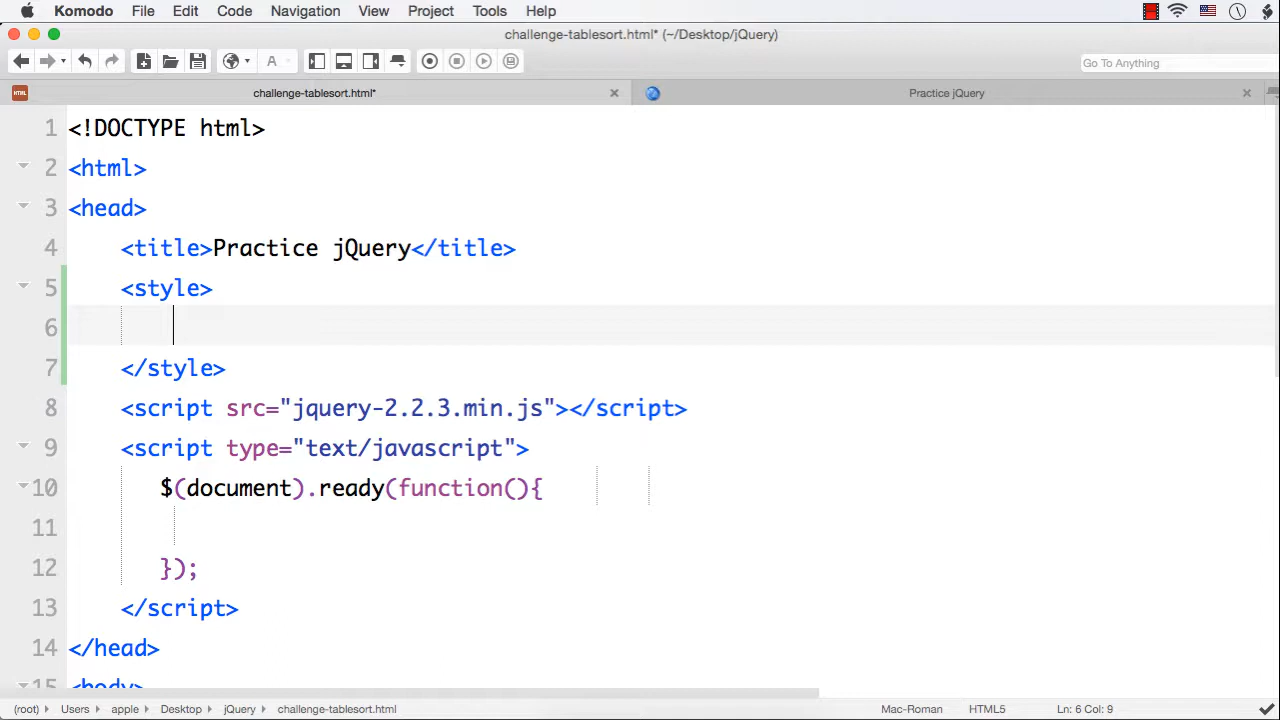 Komodo File Edit Code Navigation View Project Tools Help
challenge-tablesort.html* (~/Desktop/jQuery)
A Go To Anything
HTML challenge-tablesort.html* Practice jQuery
1 <!DOCTYPE html>
2 <html>
3 <head>
4 <title>Practice jQuery</title>
5 <style>
6
7 </style>
8 <script src="jquery-2.2.3.min.js"></script>
9 <script type="text/javascript">
10 $(document).ready(function(){
11
12 });
13 </script>
14 </head>
15 <body>
(root) Users apple Desktop jQuery challenge-tablesort.html Mac-Roman HTML5 Ln: 6 Col: 9